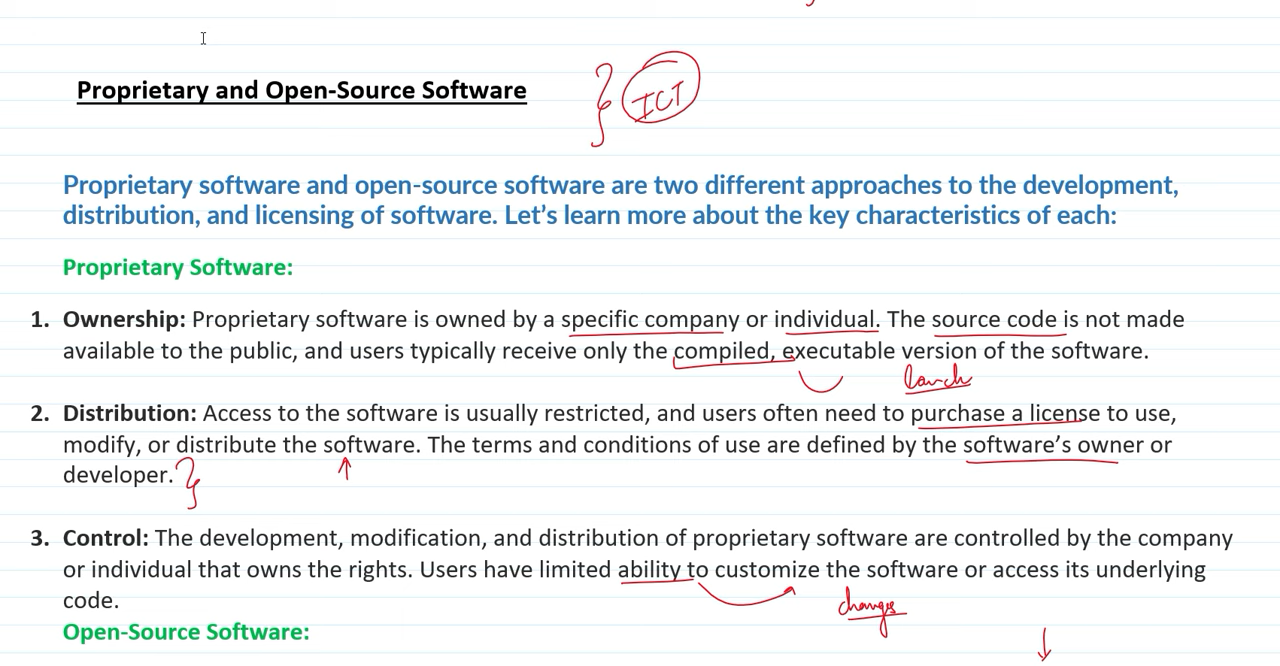 Proprietary and Open-Source Software
ICT
Proprietary software and open-source software are two different approaches to the development,
distribution, and licensing of software. Let's learn more about the key characteristics of each:
Proprietary Software:
1. Ownership: Proprietary software is owned by a specific company or individual. The source code is not made
available to the public, and users typically receive only the compiled, executable version of the software.
2. Distribution: Access to the software is usually restricted, and users often need to purchase a license to use,
modify, or distribute the software. The terms and conditions of use are defined by the software's owner or
developer.
3. Control: The development, modification, and distribution of proprietary software are controlled by the company
or individual that owns the rights. Users have limited ability to customize the software or access its underlying
code.
changes
Open-Source Software: